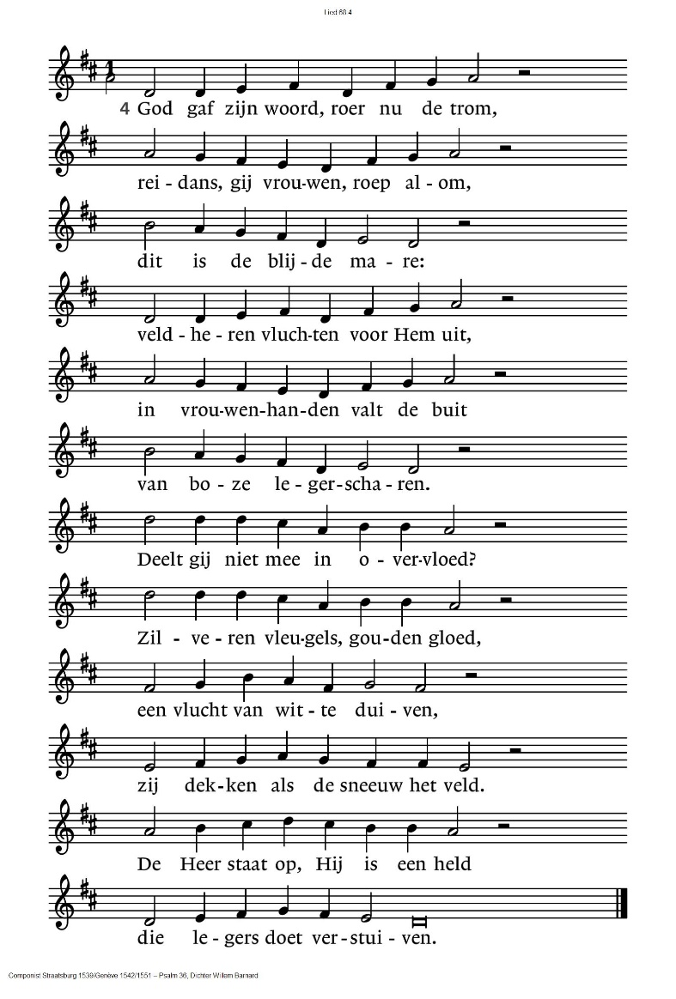 Lied 68 4
4 God gaf zijn woord, roer nu de trom,
rei - dans, gij vrou-wen, roep al - om,
dit is de blij - de ma - re:
veld - he - ren vluch-ten voor Hem uit,
in vrou-wen-han-den valt de buit
van bo - ze le - ger-scha - ren.
Deelt gij niet mee in o - ver-vloed?
Zil - ve - ren vleu-gels, gou-den gloed,
een vlucht van wit - te dui - ven,
zij dek-ken als de sneeuw het veld.
De Heer staat op, Hij is een held
die le - gers doet ver-stui - ven.
Componist Straatsburg 1539/Genève 1542/1551 – Psalm 36, Dichter Willem Barnard